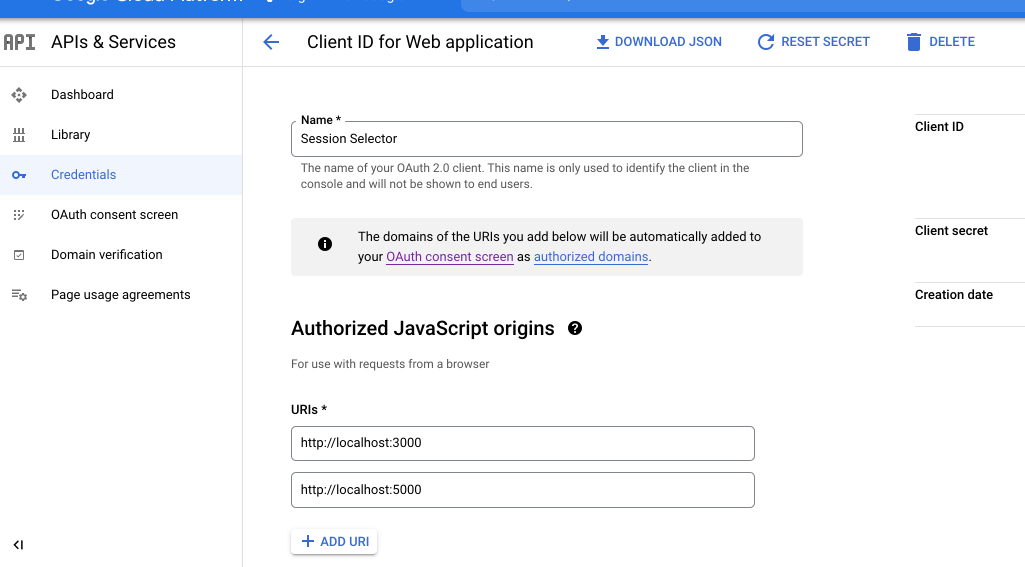 API APIs & Services
Client ID for Web application
DOWNLOAD JSON
RESET SECRET
DELETE
Dashboard
Library
Credentials
OAuth consent screen
Domain verification
Page usage agreements
Name *
Session Selector
The name of your OAuth 2.0 client. This name is only used to identify the client in the
console and will not be shown to end users.
The domains of the URIs you add below will be automatically added to
your OAuth consent screen as authorized domains.
Authorized JavaScript origins
For use with requests from a browser
URIs *
http://localhost:3000
http://localhost:5000
ADD URI
Client ID
Client secret
Creation date